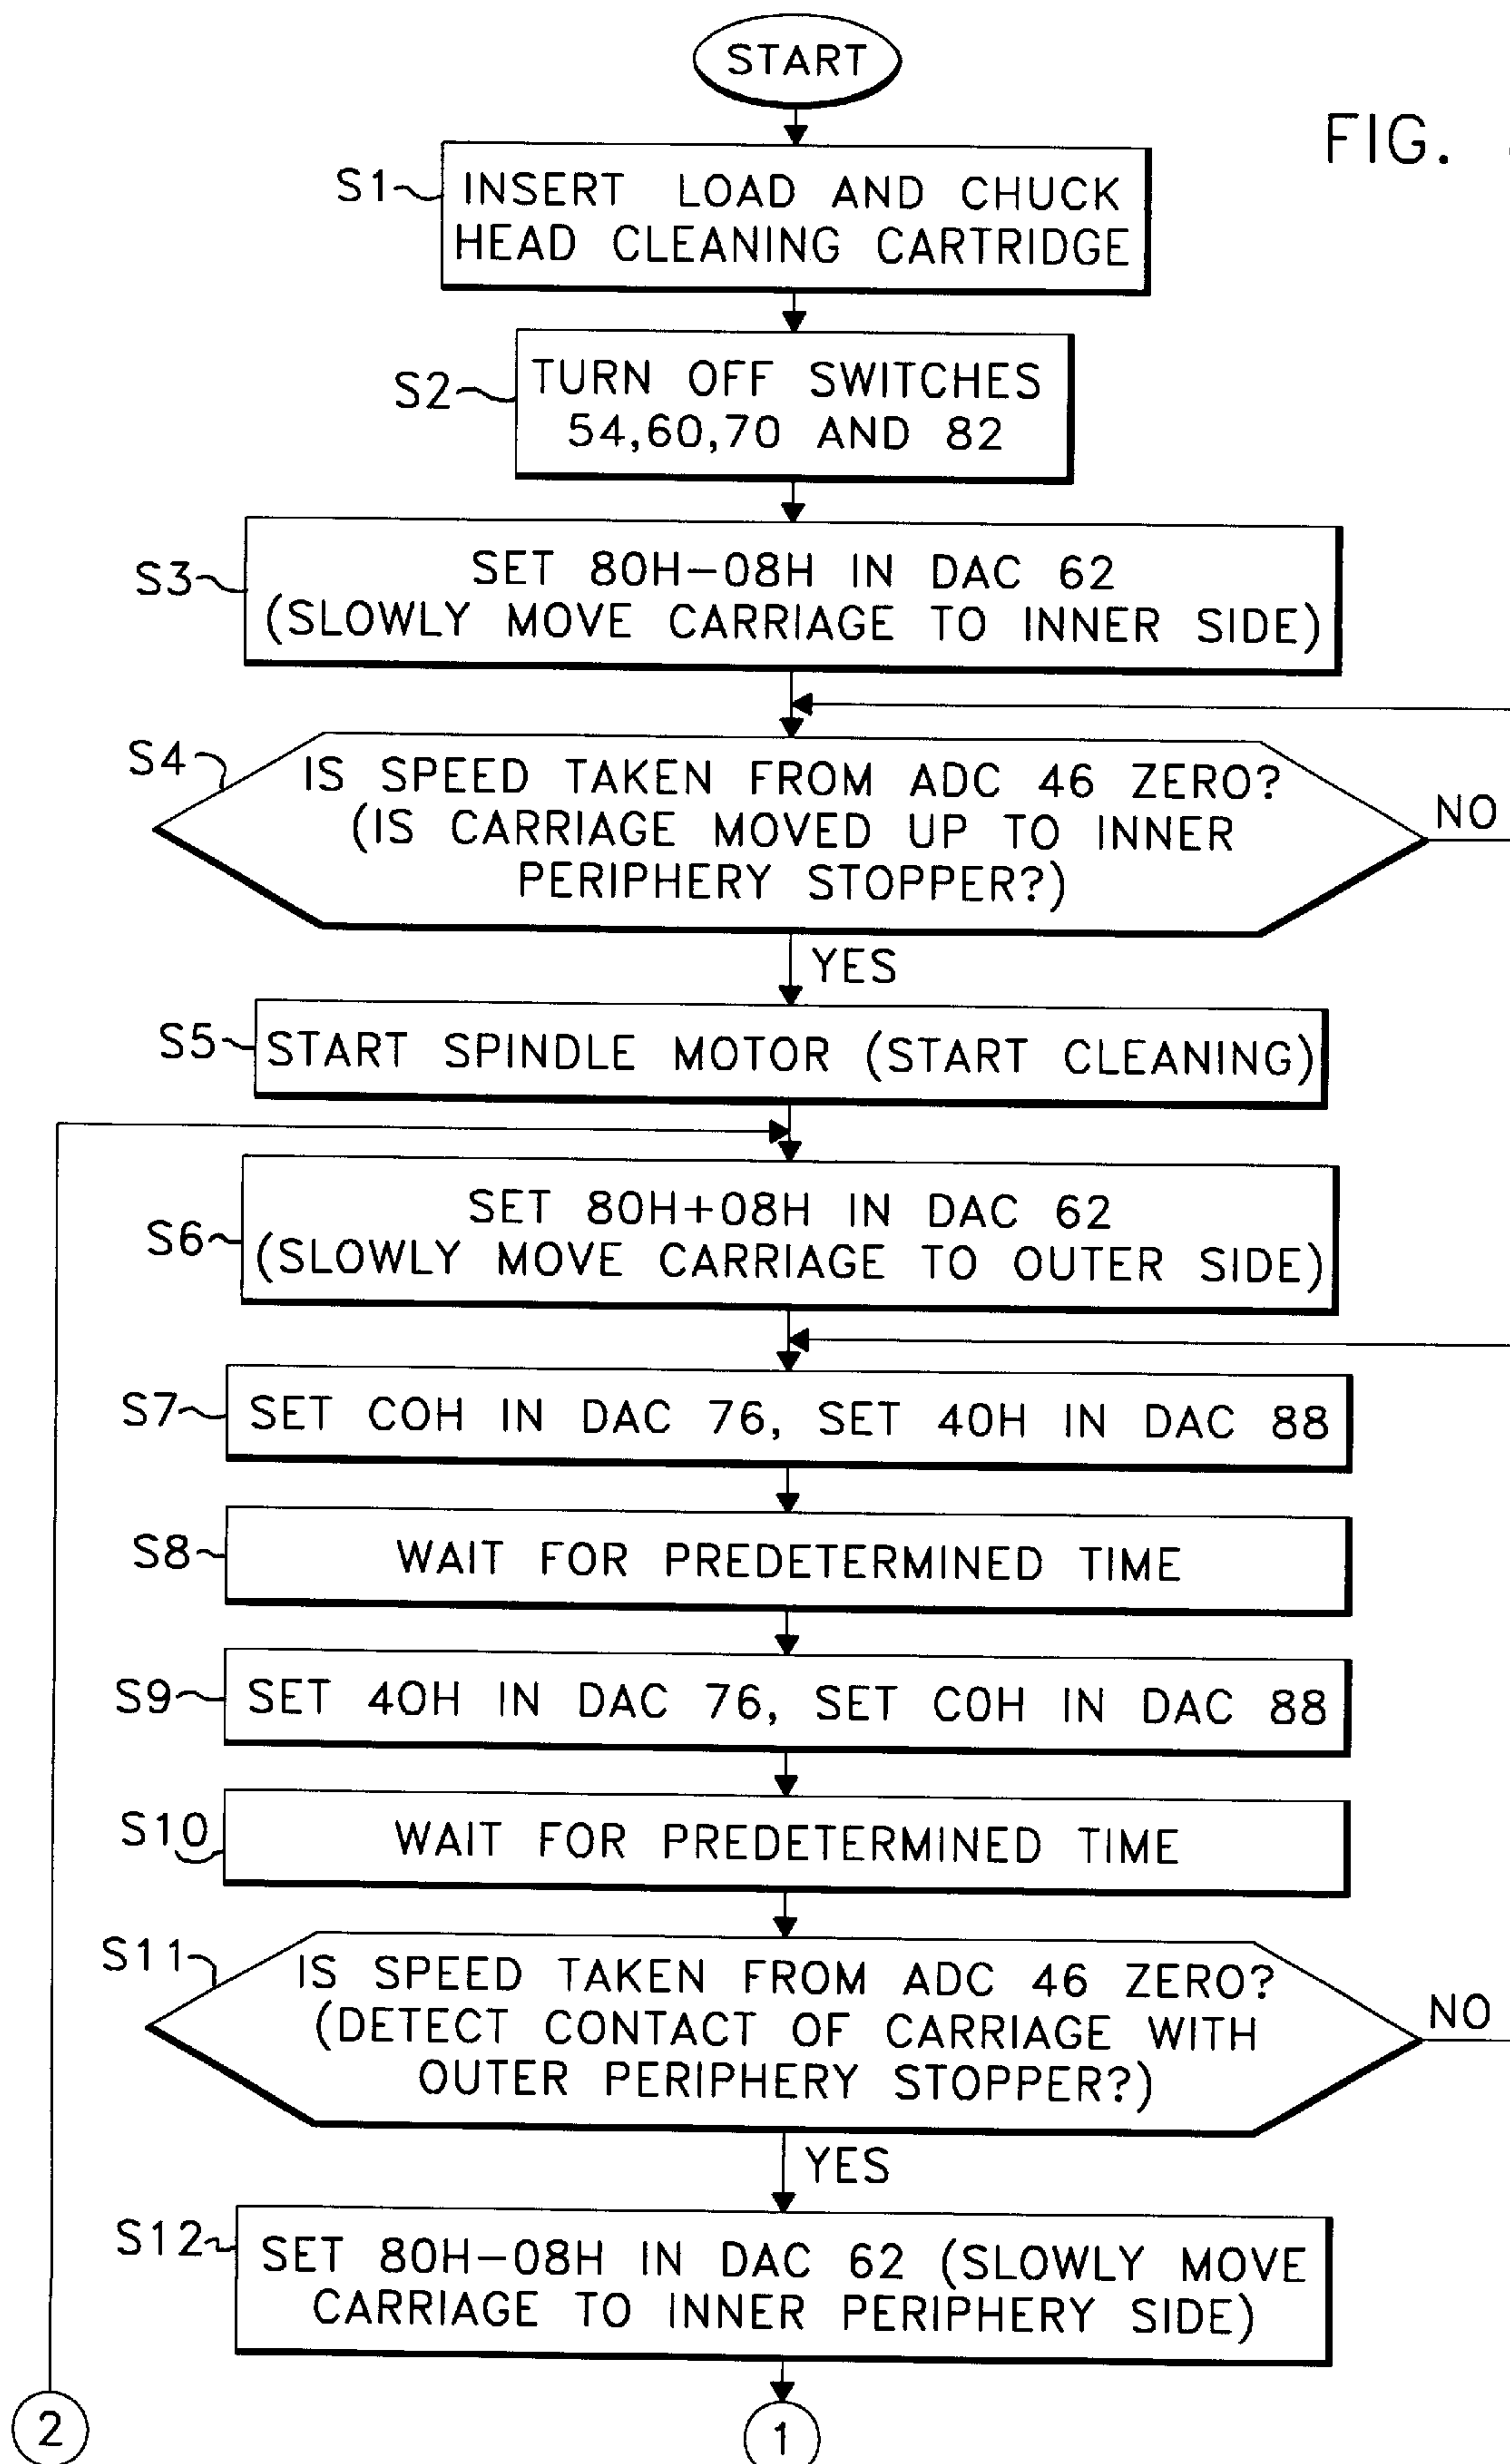 START
FIG.
S1
INSERT LOAD AND CHUCK
HEAD CLEANING CARTRIDGE
S2
TURN OFF SWITCHES
54,60,70 AND 82
S3
SET 80H-08H IN DAC 62
(SLOWLY MOVE CARRIAGE TO INNER SIDE)
S4
IS SPEED TAKEN FROM ADC 46 ZERO?
(IS CARRIAGE MOVED UP TO INNER
PERIPHERY STOPPER?)
NO
YES
S5
START SPINDLE MOTOR (START CLEANING)
S6
SET 80H+08H IN DAC 62
(SLOWLY MOVE CARRIAGE TO OUTER SIDE)
S7
SET COH IN DAC 76, SET 40H IN DAC 88
S8
WAIT FOR PREDETERMINED TIME
S9
SET 40H IN DAC 76, SET COH IN DAC 88
S10
WAIT FOR PREDETERMINED TIME
S11
IS SPEED TAKEN FROM ADC 46 ZERO?
(DETECT CONTACT OF CARRIAGE WITH
OUTER PERIPHERY STOPPER?)
NO
YES
S12
SET 80H-08H IN DAC 62 (SLOWLY MOVE
CARRIAGE TO INNER PERIPHERY SIDE)
2
1